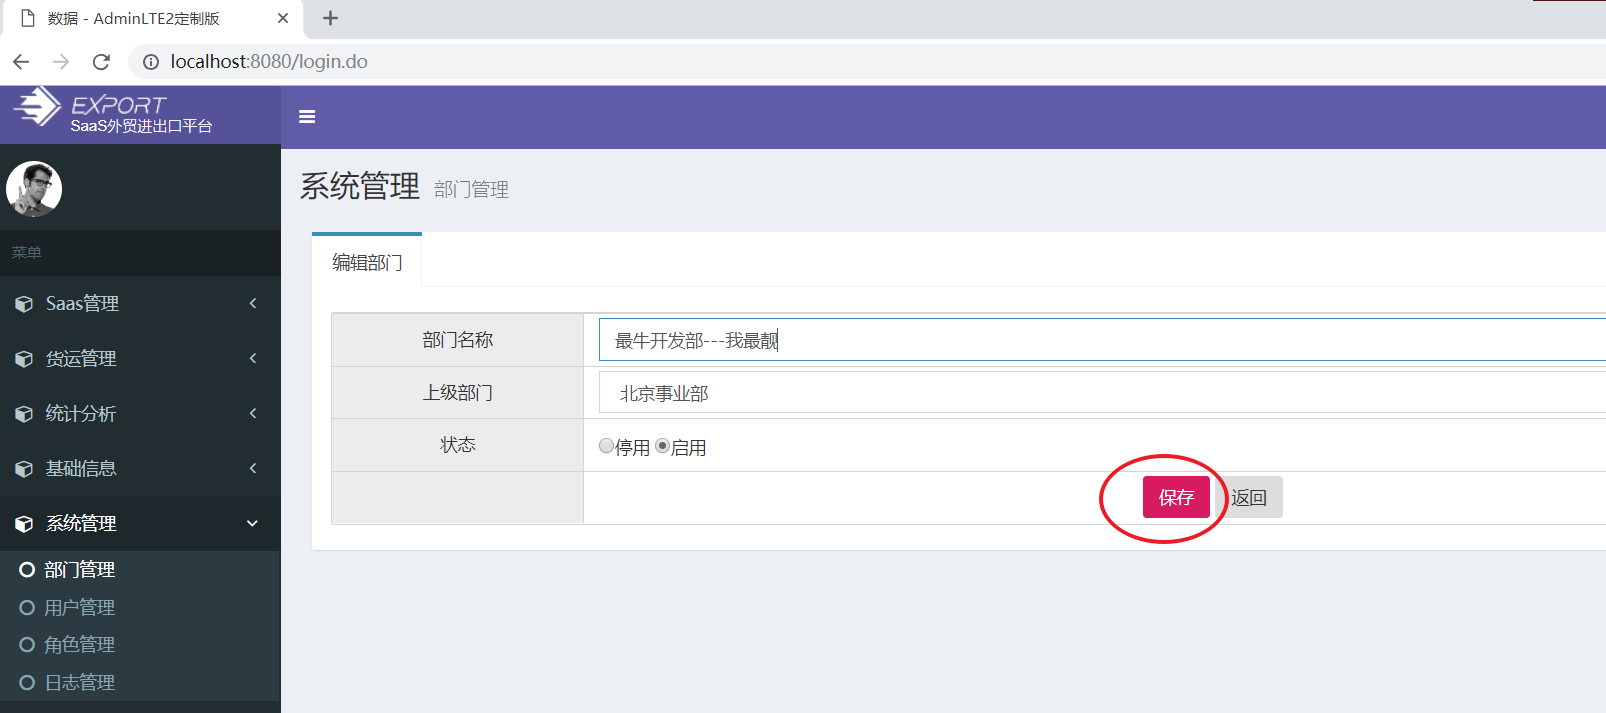 数据 - AdminLTE2定制版
localhost:8080/login.do
EXPORT
SaaS外贸进出口平台
系统管理 部门管理
菜单
Saas管理
货运管理
统计分析
基础信息
系统管理
部门管理
用户管理
角色管理
日志管理
编辑部门
部门名称 最牛开发部---我最靓
上级部门 北京事业部
状态 停用 启用
保存 返回